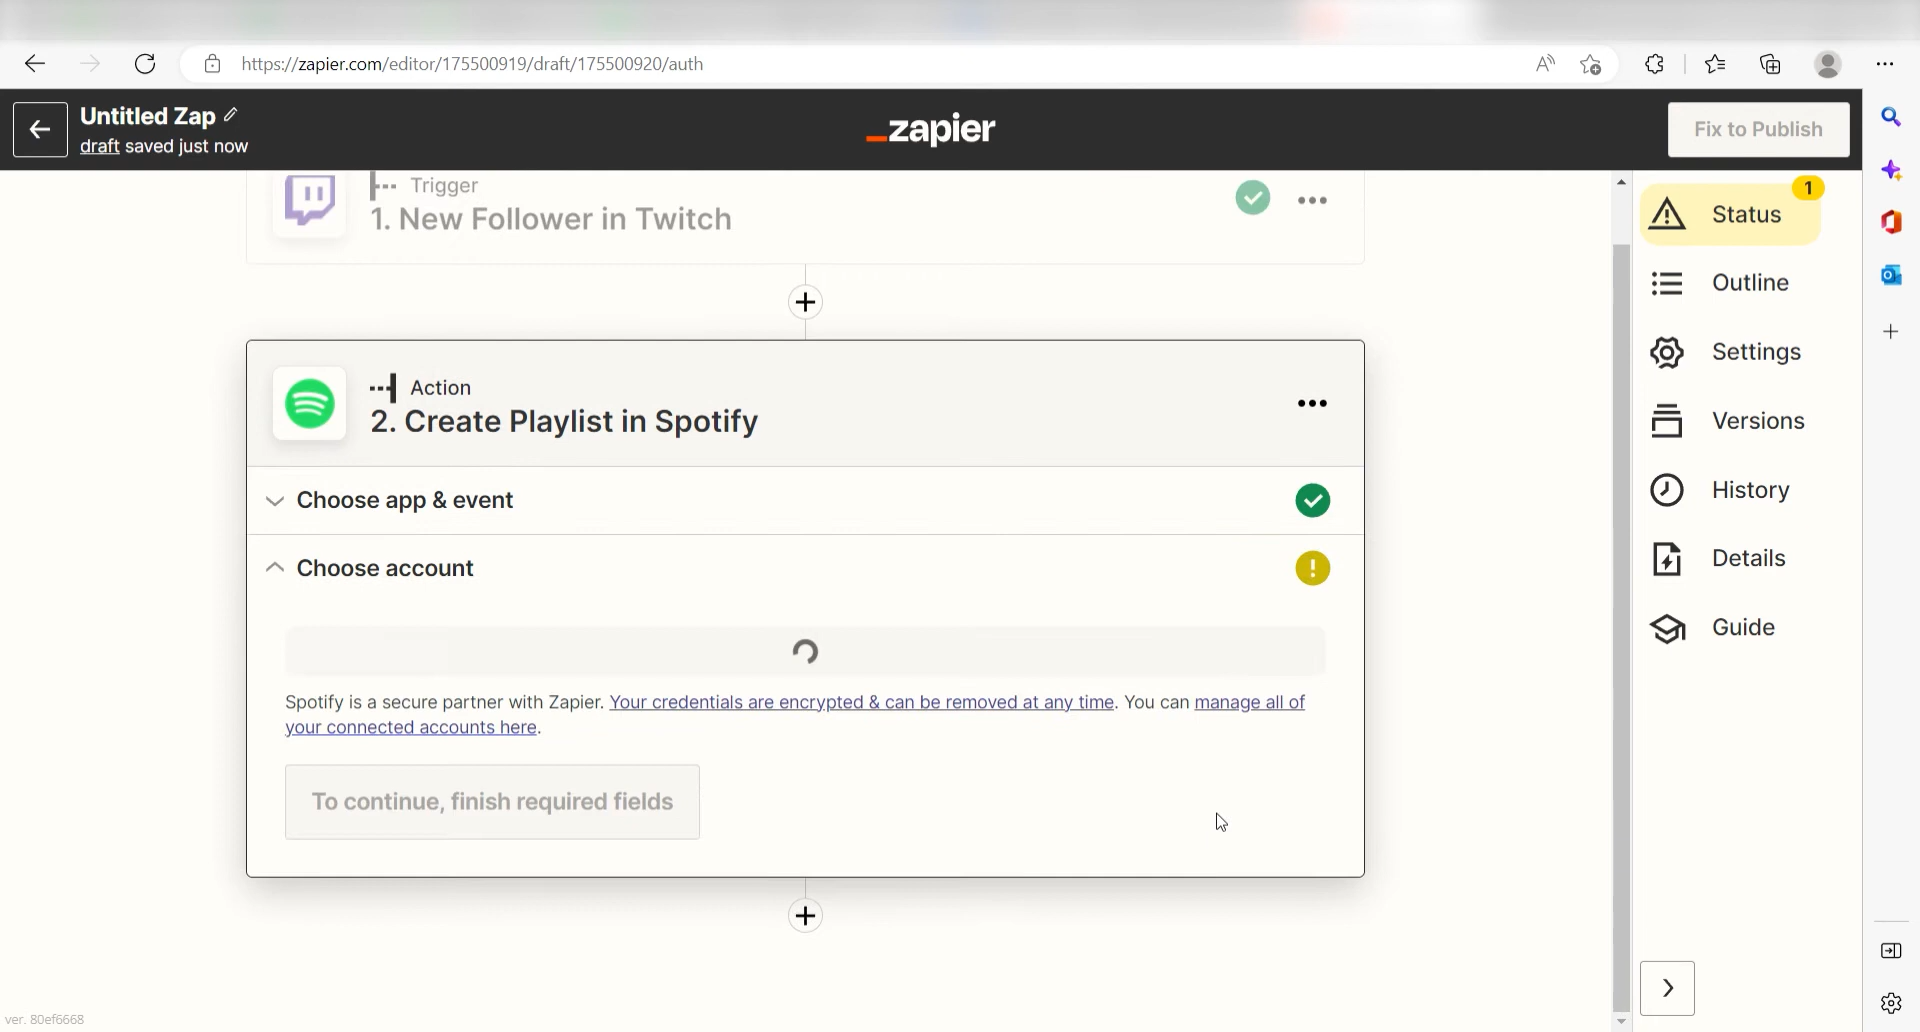 https://zapier.com/editor/175500919/draft/175500920/auth
Untitled Zap
draft saved just now
_zapier
Fix to Publish
Trigger
1. New Follower in Twitch
1
Status
Outline
Settings
Versions
History
Details
Guide
Action
2. Create Playlist in Spotify
Choose app & event
Choose account
Spotify is a secure partner with Zapier. Your credentials are encrypted & can be removed at any time. You can manage all of
your connected accounts here.
To continue, finish required fields
ver. 80ef6668